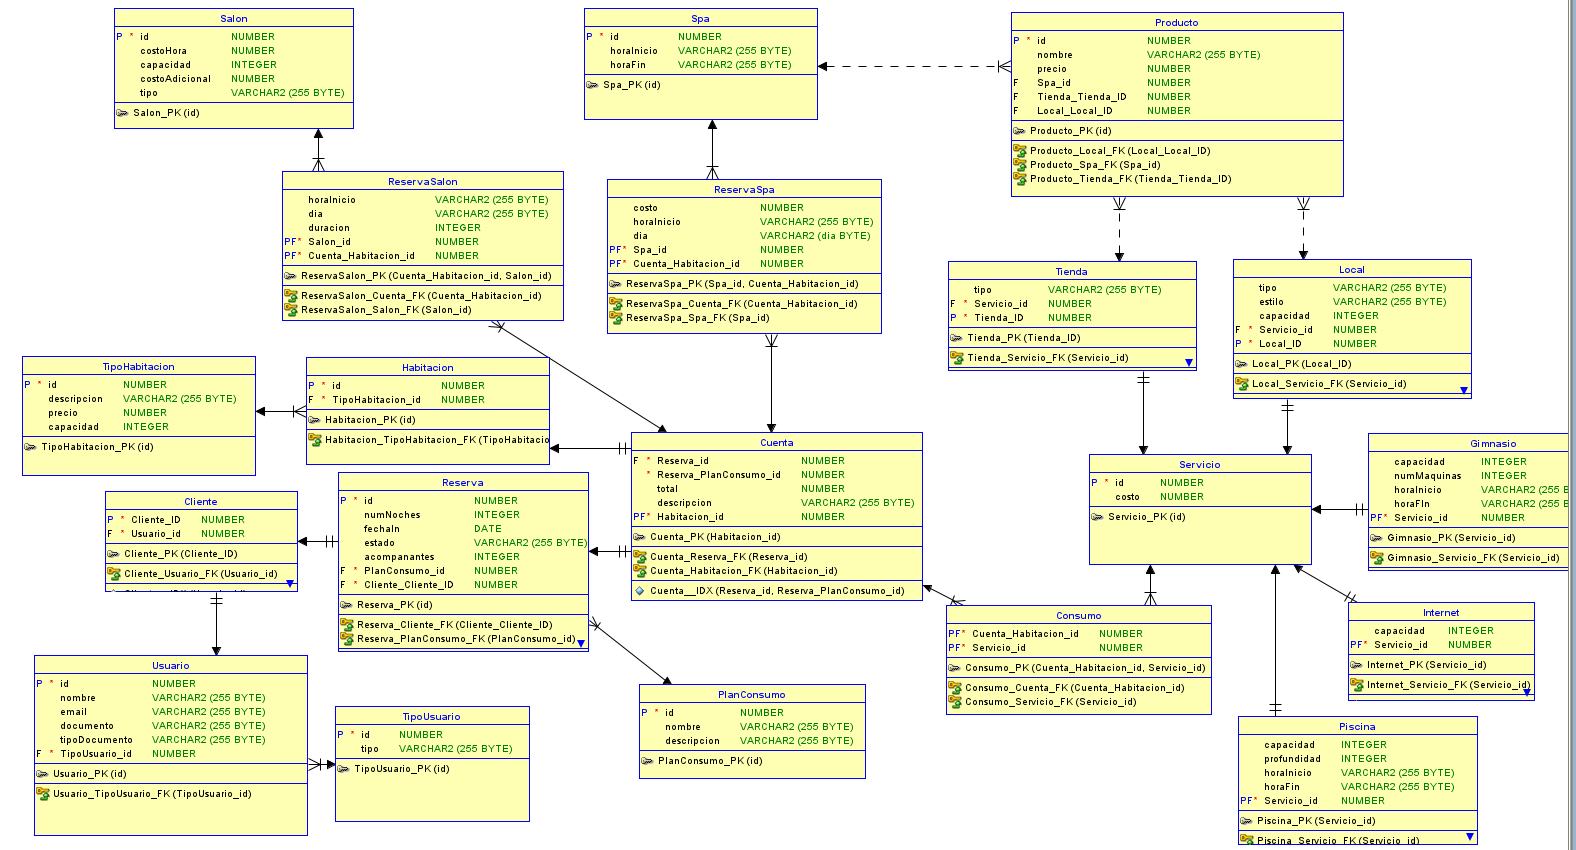 Salon
P * id NUMBER
costoHora NUMBER
capacidad INTEGER
costoAdicional NUMBER
tipo VARCHAR2 (255 BYTE)
Salon_PK (id)
Spa
P * id NUMBER
horaInicio VARCHAR2 (255 BYTE)
horaFin VARCHAR2 (255 BYTE)
Spa_PK (id)
Producto
P * id NUMBER
nombre VARCHAR2 (255 BYTE)
precio NUMBER
F Spa_id NUMBER
F Tienda_Tienda_ID NUMBER
F Local_Local_ID NUMBER
Producto_PK (id)
Producto_Local_FK (Local_Local_ID)
Producto_Spa_FK (Spa_id)
Producto_Tienda_FK (Tienda_Tienda_ID)
ReservaSalon
horaInicio VARCHAR2 (255 BYTE)
dia VARCHAR2 (255 BYTE)
duracion INTEGER
PF* Salon_id NUMBER
PF* Cuenta_Habitacion_id NUMBER
ReservaSalon_PK (Cuenta_Habitacion_id, Salon_id)
ReservaSalon_Cuenta_FK (Cuenta_Habitacion_id)
ReservaSalon_Salon_FK (Salon_id)
ReservaSpa
costo NUMBER
horaInicio VARCHAR2 (255 BYTE)
dia VARCHAR2 (dia BYTE)
PF* Spa_id NUMBER
PF* Cuenta_Habitacion_id NUMBER
ReservaSpa_PK (Spa_id, Cuenta_Habitacion_id)
ReservaSpa_Cuenta_FK (Cuenta_Habitacion_id)
ReservaSpa_Spa_FK (Spa_id)
Tienda
tipo VARCHAR2 (255 BYTE)
F * Servicio_id NUMBER
P * Tienda_ID NUMBER
Tienda_PK (Tienda_ID)
Tienda_Servicio_FK (Servicio_id)
Local
tipo VARCHAR2 (255 BYTE)
estilo VARCHAR2 (255 BYTE)
capacidad INTEGER
F * Servicio_id NUMBER
P * Local_ID NUMBER
Local_PK (Local_ID)
Local_Servicio_FK (Servicio_id)
TipoHabitacion
P * id NUMBER
descripcion VARCHAR2 (255 BYTE)
precio NUMBER
capacidad INTEGER
TipoHabitacion_PK (id)
Habitacion
P * id NUMBER
F * TipoHabitacion_id NUMBER
Habitacion_PK (id)
Habitacion_TipoHabitacion_FK (TipoHabitacio
Cuenta
F * Reserva_id NUMBER
* Reserva_PlanConsumo_id NUMBER
total NUMBER
descripcion VARCHAR2 (255 BYTE)
PF* Habitacion_id NUMBER
Cuenta_PK (Habitacion_id)
Cuenta_Reserva_FK (Reserva_id)
Cuenta_Habitacion_FK (Habitacion_id)
Cuenta__IDX (Reserva_id, Reserva_PlanConsumo_id)
Servicio
P * id NUMBER
costo NUMBER
Servicio_PK (id)
Gimnasio
capacidad INTEGER
numMaquinas INTEGER
horaInicio VARCHAR2 (255 B
horaFIn VARCHAR2 (255 B
PF* Servicio_id NUMBER
Gimnasio_PK (Servicio_id)
Gimnasio_Servicio_FK (Servicio_id)
Cliente
P * Cliente_ID NUMBER
F * Usuario_id NUMBER
Cliente_PK (Cliente_ID)
Cliente_Usuario_FK (Usuario_id)
Reserva
P * id NUMBER
numNoches INTEGER
fechaIn DATE
estado VARCHAR2 (255 BYTE)
acompanantes INTEGER
F * PlanConsumo_id NUMBER
F * Cliente_Cliente_ID NUMBER
Reserva_PK (id)
Reserva_Cliente_FK (Cliente_Cliente_ID)
Reserva_PlanConsumo_FK (PlanConsumo_id)
Consumo
PF* Cuenta_Habitacion_id NUMBER
PF* Servicio_id NUMBER
Consumo_PK (Cuenta_Habitacion_id, Servicio_id)
Consumo_Cuenta_FK (Cuenta_Habitacion_id)
Consumo_Servicio_FK (Servicio_id)
Internet
capacidad INTEGER
PF* Servicio_id NUMBER
Internet_PK (Servicio_id)
Internet_Servicio_FK (Servicio_id)
Usuario
P * id NUMBER
nombre VARCHAR2 (255 BYTE)
email VARCHAR2 (255 BYTE)
documento VARCHAR2 (255 BYTE)
tipoDocumento VARCHAR2 (255 BYTE)
F * TipoUsuario_id NUMBER
Usuario_PK (id)
Usuario_TipoUsuario_FK (TipoUsuario_id)
TipoUsuario
P * id NUMBER
tipo VARCHAR2 (255 BYTE)
TipoUsuario_PK (id)
PlanConsumo
P * id NUMBER
nombre VARCHAR2 (255 BYTE)
descripcion VARCHAR2 (255 BYTE)
PlanConsumo_PK (id)
Piscina
capacidad INTEGER
profundidad INTEGER
horaInicio VARCHAR2 (255 BYTE)
horaFin VARCHAR2 (255 BYTE)
PF* Servicio_id NUMBER
Piscina_PK (Servicio_id)
Piscina_Servicio_FK (Servicio_id)